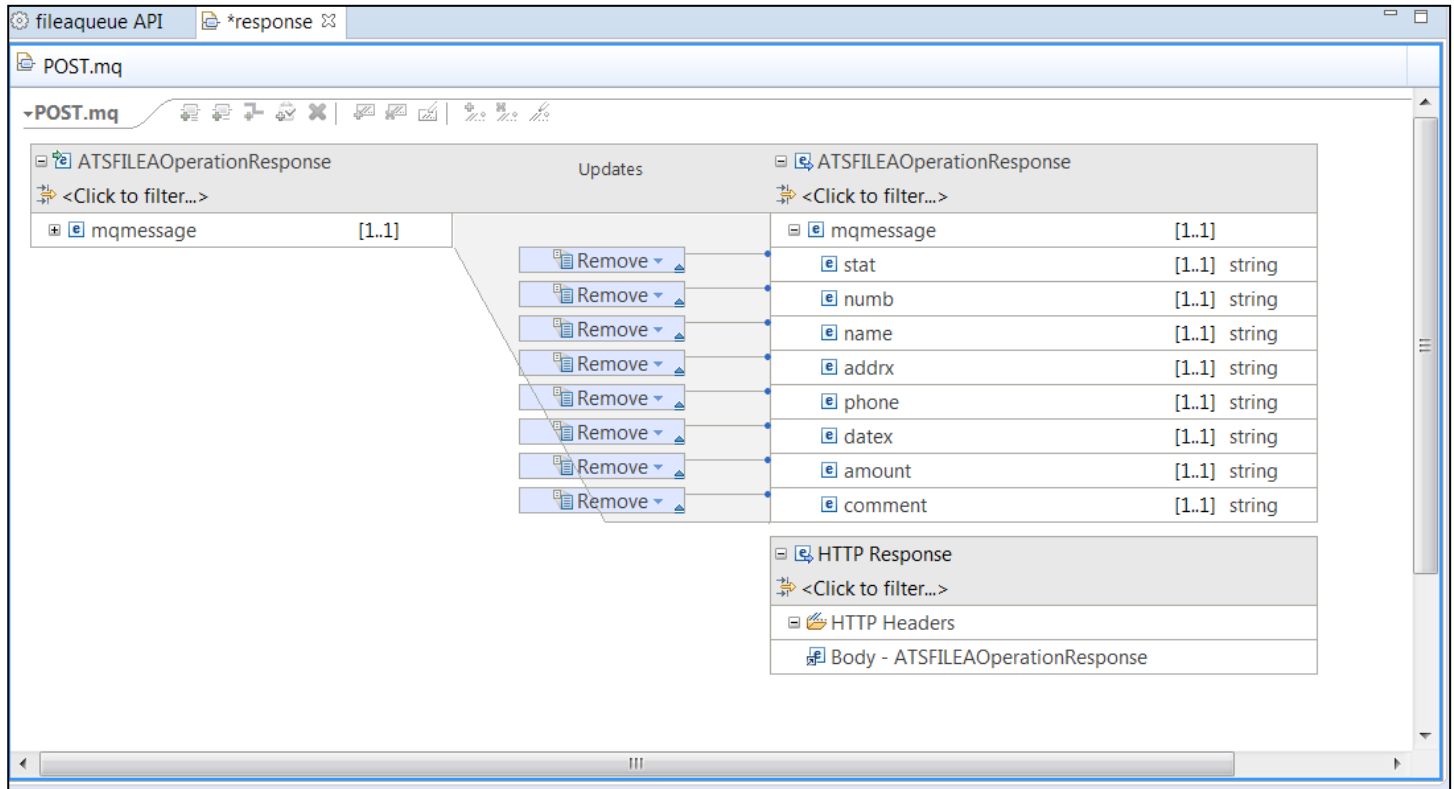 fileaqueue API *response
POST.mq
POST.mq
ATSFILEAOperationResponse Updates ATSFILEAOperationResponse
<Click to filter...> <Click to filter...>
mqmessage [1..1] mqmessage [1..1]
Remove stat [1..1] string
Remove numb [1..1] string
Remove name [1..1] string
Remove addrx [1..1] string
Remove phone [1..1] string
Remove datex [1..1] string
Remove amount [1..1] string
Remove comment [1..1] string
HTTP Response
<Click to filter...>
HTTP Headers
Body - ATSFILEAOperationResponse